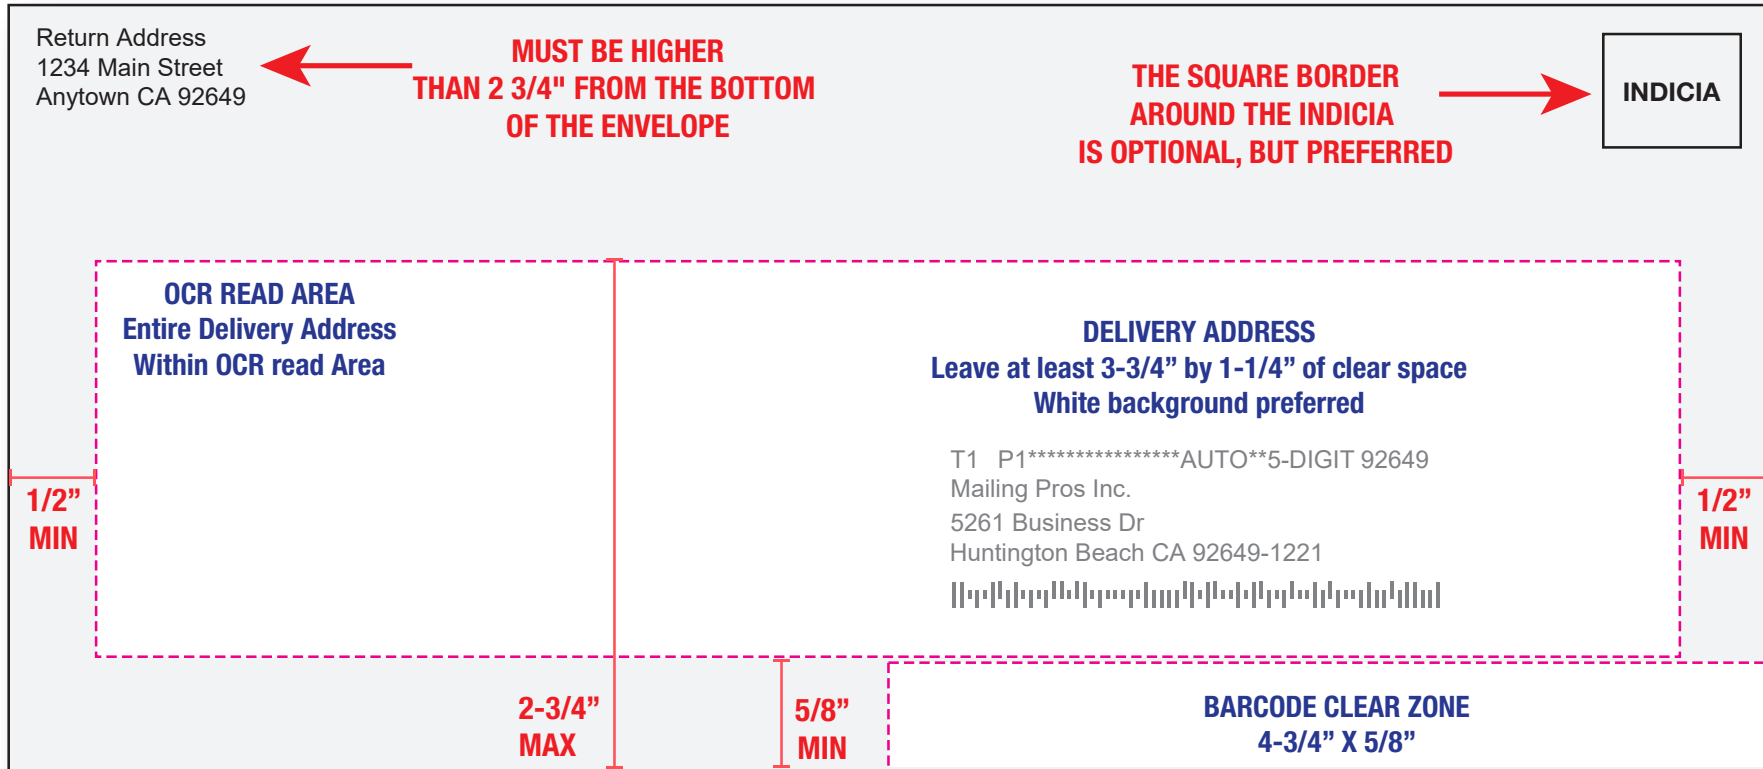 Return Address
1234 Main Street
Anytown CA 92649
MUST BE HIGHER
THAN 2 3/4" FROM THE BOTTOM
OF THE ENVELOPE
THE SQUARE BORDER
AROUND THE INDICIA
IS OPTIONAL, BUT PREFERRED
INDICIA
OCR READ AREA
Entire Delivery Address
Within OCR read Area
DELIVERY ADDRESS
Leave at least 3-3/4” by 1-1/4” of clear space
White background preferred
T1 P1****************AUTO**5-DIGIT 92649
Mailing Pros Inc.
5261 Business Dr
Huntington Beach CA 92649-1221
1/2”
MIN
1/2”
MIN
2-3/4”
MAX
5/8”
MIN
BARCODE CLEAR ZONE
4-3/4” X 5/8”